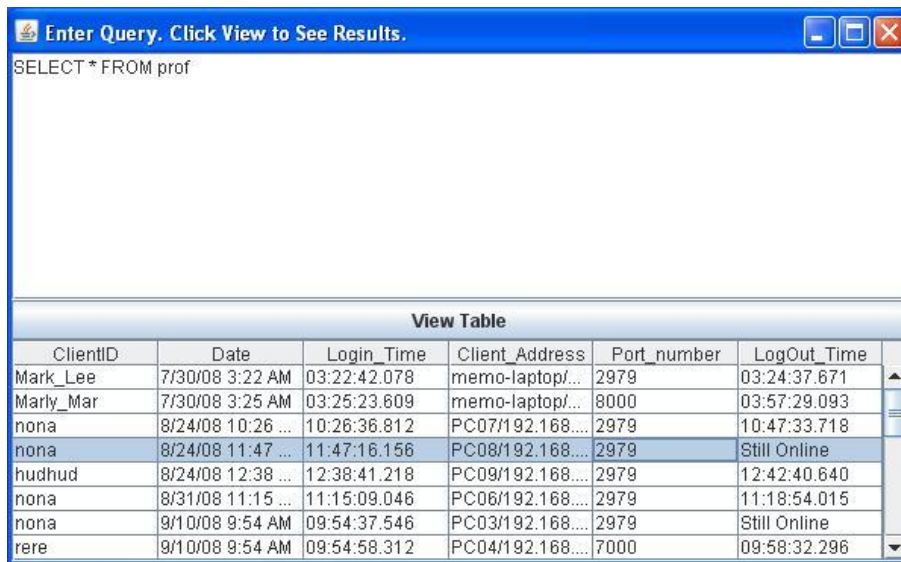 Enter Query. Click View to See Results.
SELECT * FROM prof
View Table
ClientID Date Login_Time Client_Address Port_number LogOut_Time
Mark_Lee 7/30/08 3:22 AM 03:22:42.078 memo-laptop/... 2979 03:24:37.671
Marly_Mar 7/30/08 3:25 AM 03:25:23.609 memo-laptop/... 8000 03:57:29.093
nona 8/24/08 10:26 ... 10:26:36.812 PC07/192.168.... 2979 10:47:33.718
nona 8/24/08 11:47 ... 11:47:16.156 PC08/192.168.... 2979 Still Online
hudhud 8/24/08 12:38 ... 12:38:41.218 PC09/192.168.... 2979 12:42:40.640
nona 8/31/08 11:15 ... 11:15:09.046 PC06/192.168.... 2979 11:18:54.015
nona 9/10/08 9:54 AM 09:54:37.546 PC03/192.168.... 2979 Still Online
rere 9/10/08 9:54 AM 09:54:58.312 PC04/192.168.... 7000 09:58:32.296